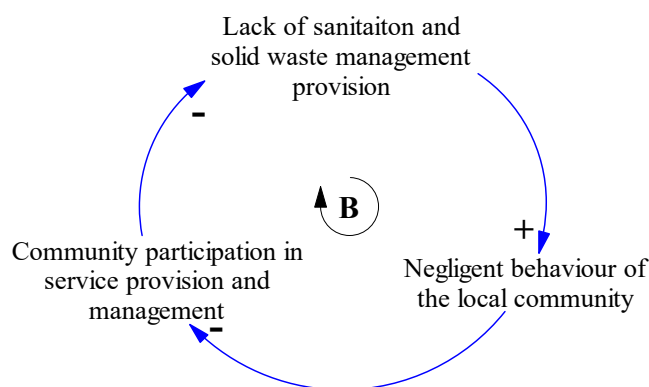 Lack of sanitaiton and
solid waste management
provision
-
B
+
Community participation in
service provision and
management
Negligent behaviour of
the local community
-